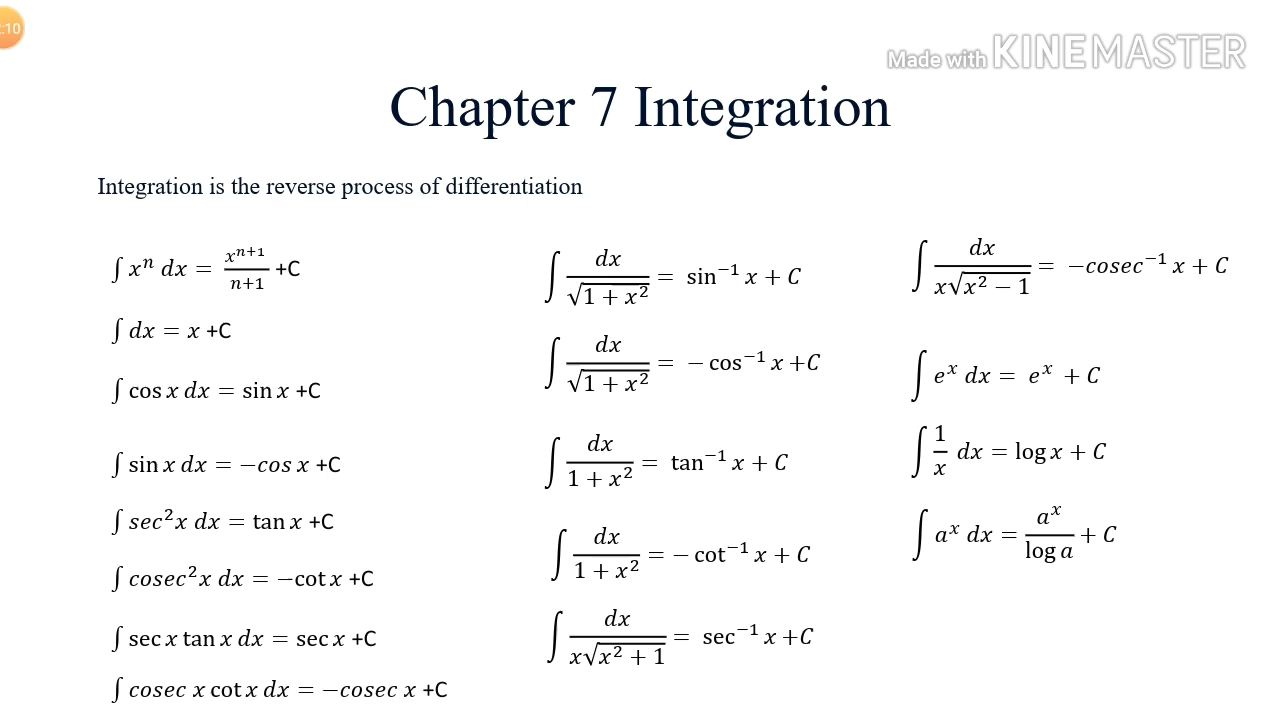 :10
Made with KINEMASTER
Chapter 7 Integration
Integration is the reverse process of differentiation
∫ xⁿ dx = xⁿ⁺¹/n+1 +C
∫ dx = x +C
∫ cos x dx = sin x +C
∫ sin x dx = −cos x +C
∫ sec²x dx = tan x +C
∫ cosec²x dx = −cot x +C
∫ sec x tan x dx = sec x +C
∫ cosec x cot x dx = −cosec x +C
∫ dx/√(1 + x²) = sin⁻¹ x + C
∫ dx/√(1 + x²) = − cos⁻¹ x +C
∫ dx/(1 + x²) = tan⁻¹ x + C
∫ dx/(1 + x²) = − cot⁻¹ x + C
∫ dx/(x√(x² + 1)) = sec⁻¹ x +C
∫ dx/(x√(x² − 1)) = −cosec⁻¹ x + C
∫ eˣ dx = eˣ + C
∫ 1/x dx = log x + C
∫ aˣ dx = aˣ/log a + C